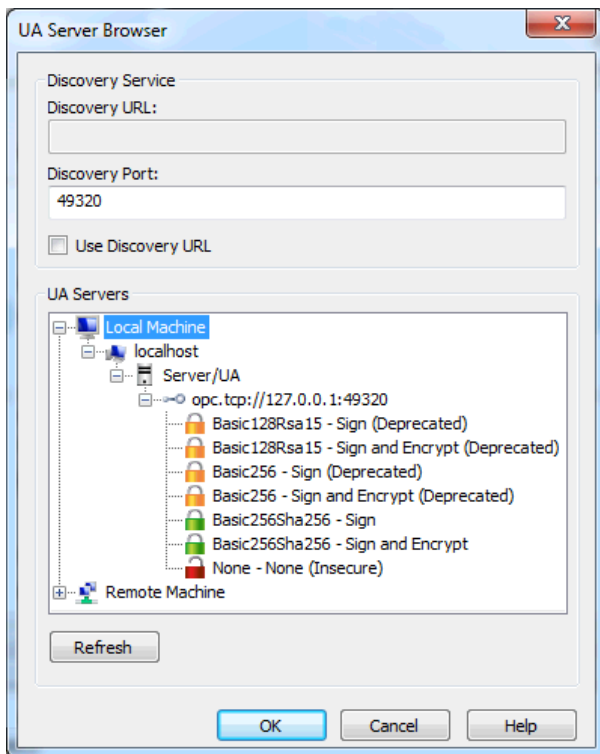 UA Server Browser
Discovery Service
Discovery URL:
Discovery Port:
49320
Use Discovery URL
UA Servers
Local Machine
localhost
Server/UA
opc.tcp://127.0.0.1:49320
Basic128Rsa15 - Sign (Deprecated)
Basic128Rsa15 - Sign and Encrypt (Deprecated)
Basic256 - Sign (Deprecated)
Basic256 - Sign and Encrypt (Deprecated)
Basic256Sha256 - Sign
Basic256Sha256 - Sign and Encrypt
None - None (Insecure)
Remote Machine
Refresh
OK Cancel Help